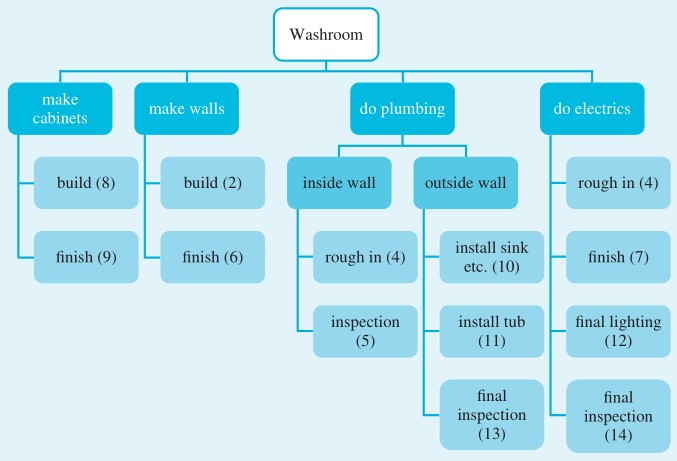 Washroom
make
cabinets
make walls
do plumbing
do electrics
build (8)
build (2)
inside wall
outside wall
rough in (4)
finish (9)
finish (6)
rough in (4)
install sink
etc. (10)
finish (7)
inspection
(5)
install tub
(11)
final lighting
(12)
final
inspection
(13)
final
inspection
(14)